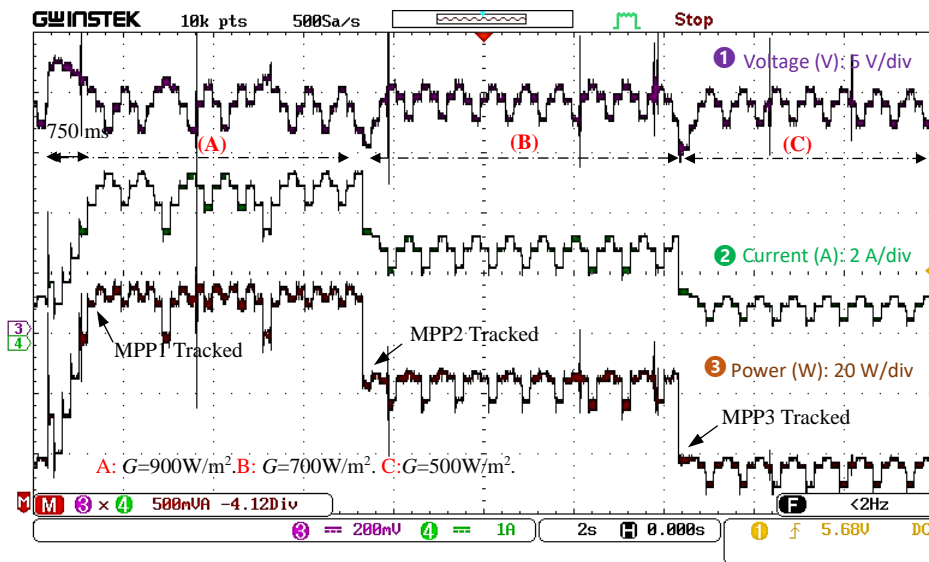 GWINSTEK 10k pts 500Sa/s Stop
1 Voltage (V): 5 V/div
750 ms
(A) (B) (C)
2 Current (A): 2 A/div
3
4
MPP1 Tracked
MPP2 Tracked
3 Power (W): 20 W/div
MPP3 Tracked
A: G=900W/m². B: G=700W/m². C:G=500W/m².
M M 3 × 4 500mVA -4.12Div F <2Hz
3 200mV 4 1A 2s H 0.000s 1 5.68V DC